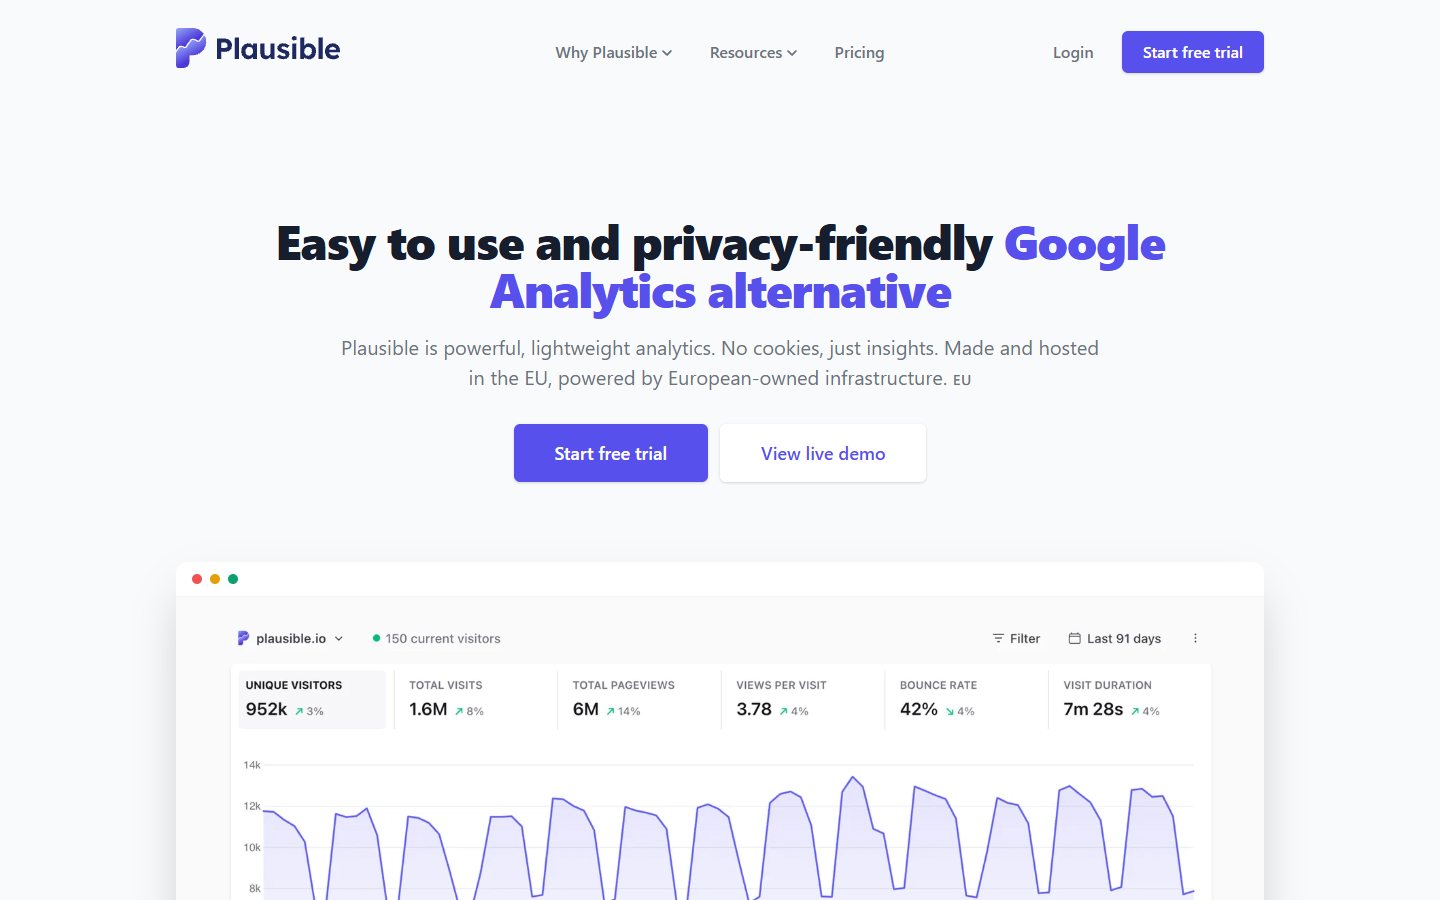 Plausible
Why Plausible
Resources
Pricing
Login
Start free trial
Easy to use and privacy-friendly Google
Analytics alternative
Plausible is powerful, lightweight analytics. No cookies, just insights. Made and hosted
in the EU, powered by European-owned infrastructure. EU
Start free trial
View live demo
plausible.io
150 current visitors
Filter
Last 91 days
UNIQUE VISITORS
952k 3%
TOTAL VISITS
1.6M 8%
TOTAL PAGEVIEWS
6M 14%
VIEWS PER VISIT
3.78 4%
BOUNCE RATE
42% 4%
VISIT DURATION
7m 28s 4%
14k
12k
10k
8k